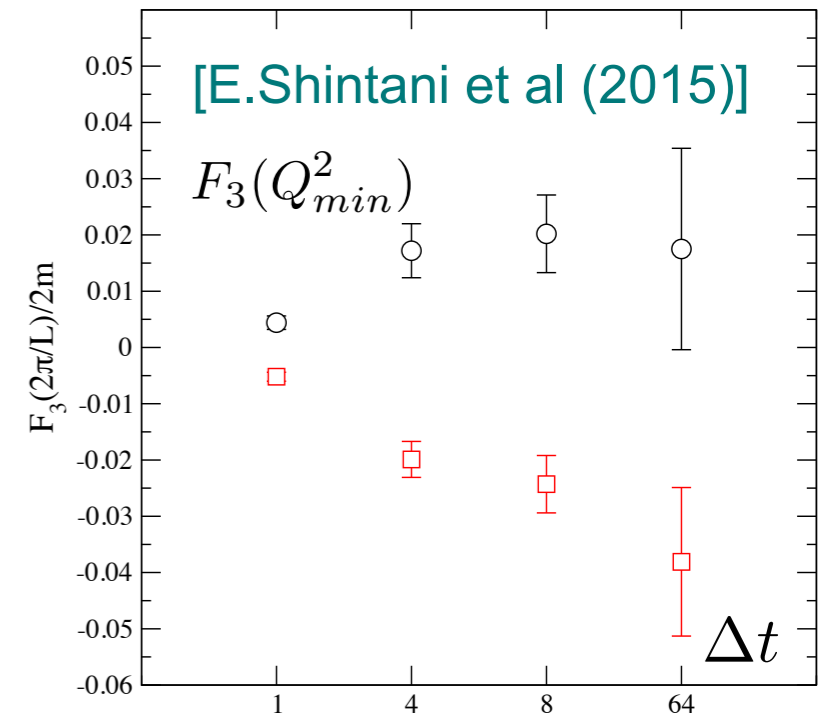 [E.Shintani et al (2015)]
F₃(Q²ₘᵢₙ)
F₃(2π/L)/2m
0.05
0.04
0.03
0.02
0.01
0
-0.01
-0.02
-0.03
-0.04
-0.05
-0.06
Δt
1 4 8 64